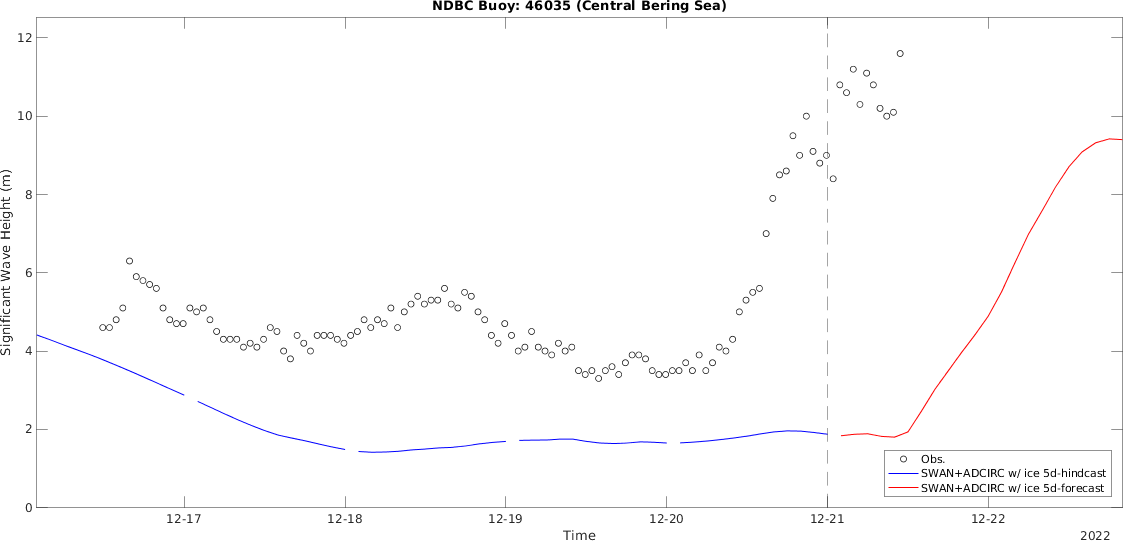 NDBC Buoy: 46035 (Central Bering Sea)
Significant Wave Height (m)
12
10
8
6
4
2
0
Obs.
SWAN+ADCIRC w/ ice 5d-hindcast
SWAN+ADCIRC w/ ice 5d-forecast
12-17
12-18
12-19
12-20
12-21
12-22
Time
2022